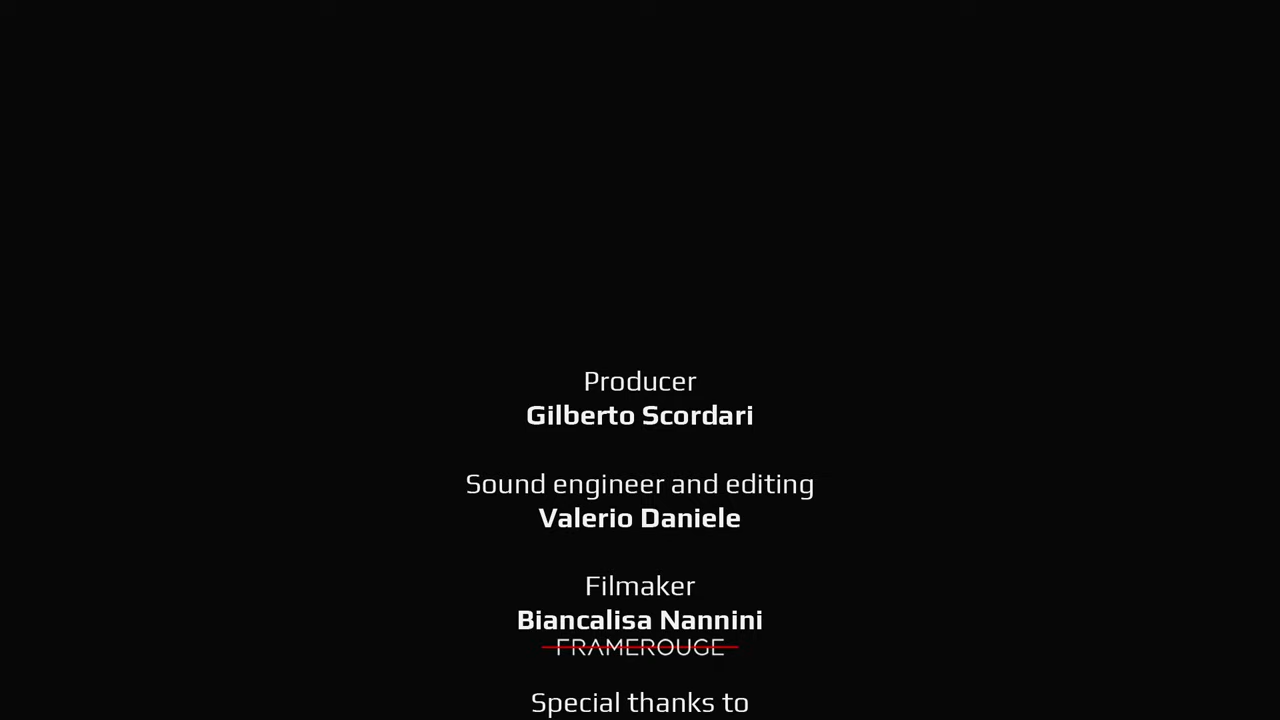 Producer
Gilberto Scordari
Sound engineer and editing
Valerio Daniele
Filmaker
Biancalisa Nannini
FRAMEROUGE
Special thanks to